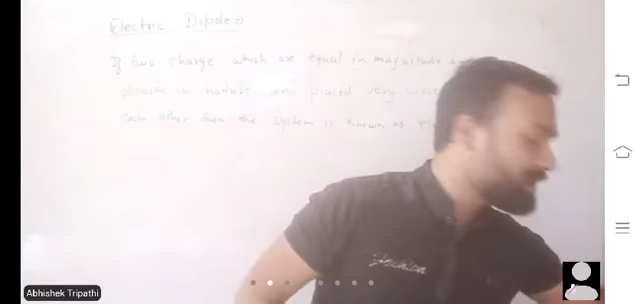 Electric Dipole ⇒
If two charge which are equal in magnitude
opposite in nature are placed very
each other then the system is known as
Abhishek Tripathi